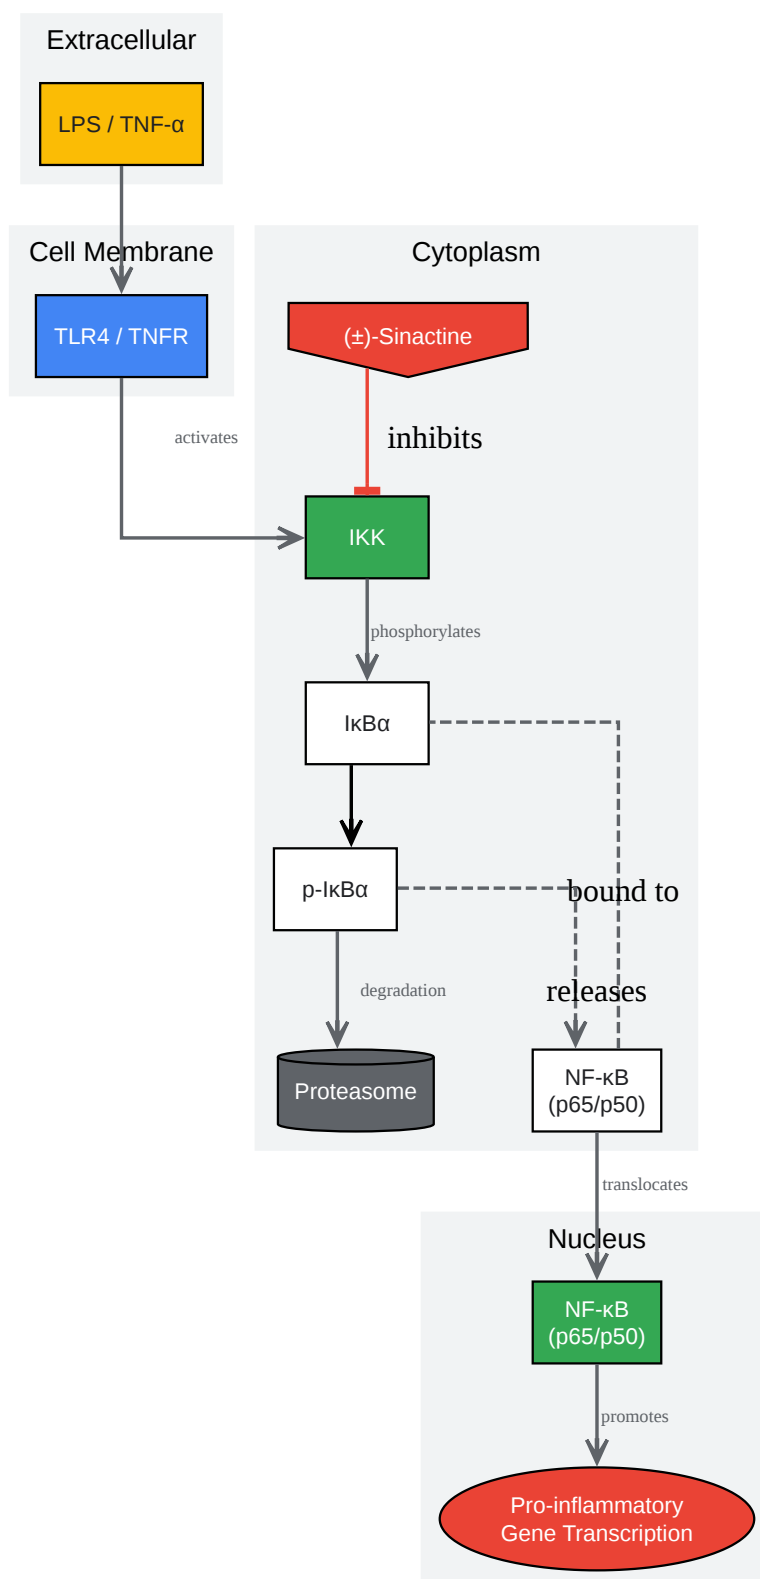 Extracellular
LPS / TNF-α
Cell Membrane
TLR4 / TNFR
activates
Cytoplasm
(±)-Sinactine
inhibits
IKK
phosphorylates
IκBα
p-IκBα
bound to
degradation
releases
Proteasome
NF-κB
(p65/p50)
translocates
Nucleus
NF-κB
(p65/p50)
promotes
Pro-inflammatory
Gene Transcription